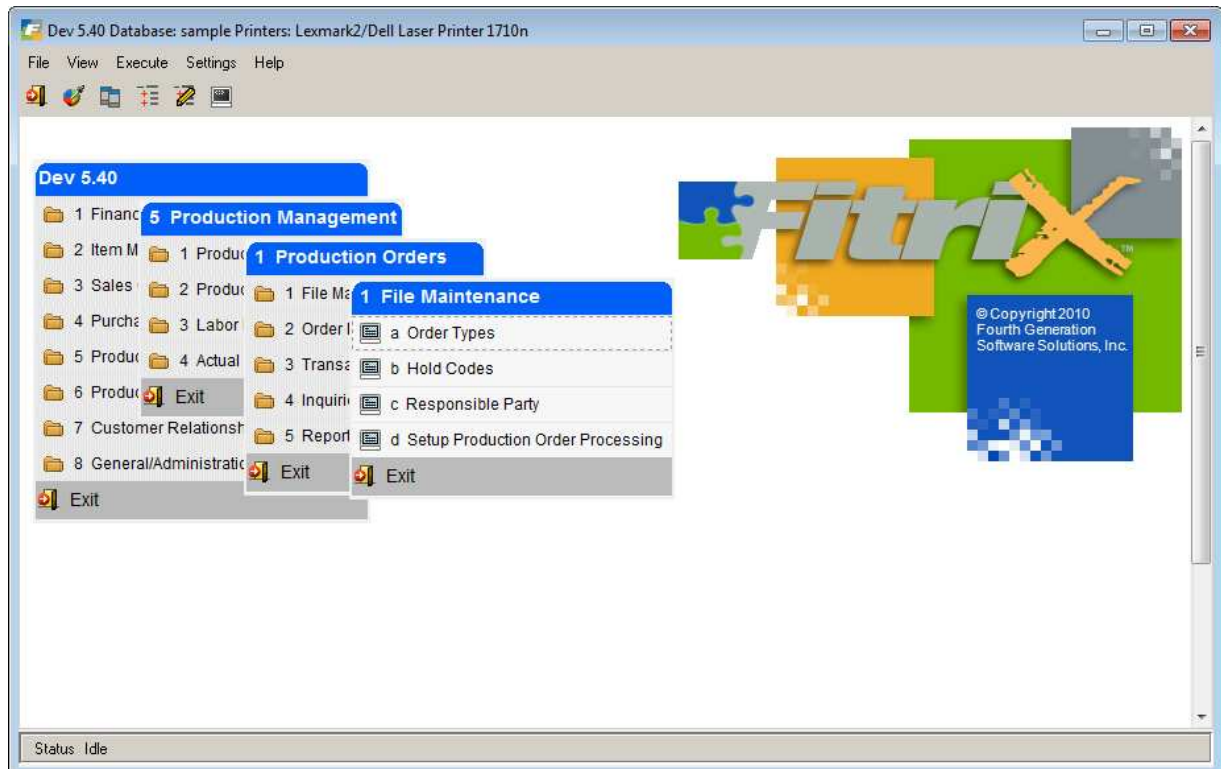 Dev 5.40 Database: sample Printers: Lexmark2/Dell Laser Printer 1710n
File View Execute Settings Help
Dev 5.40
1 Financ
2 Item M
3 Sales
4 Purcha
5 Produc
6 Produ
7 Customer Relationsh
8 General/Administratio
Exit
5 Production Management
1 Produc
2 Produc
3 Labor
4 Actual
Exit
1 Production Orders
1 File Ma
2 Order
3 Transa
4 Inquiri
5 Report
Exit
1 File Maintenance
a Order Types
b Hold Codes
c Responsible Party
d Setup Production Order Processing
Exit
Fitrix
TM
© Copyright 2010
Fourth Generation
Software Solutions, Inc.
Status Idle